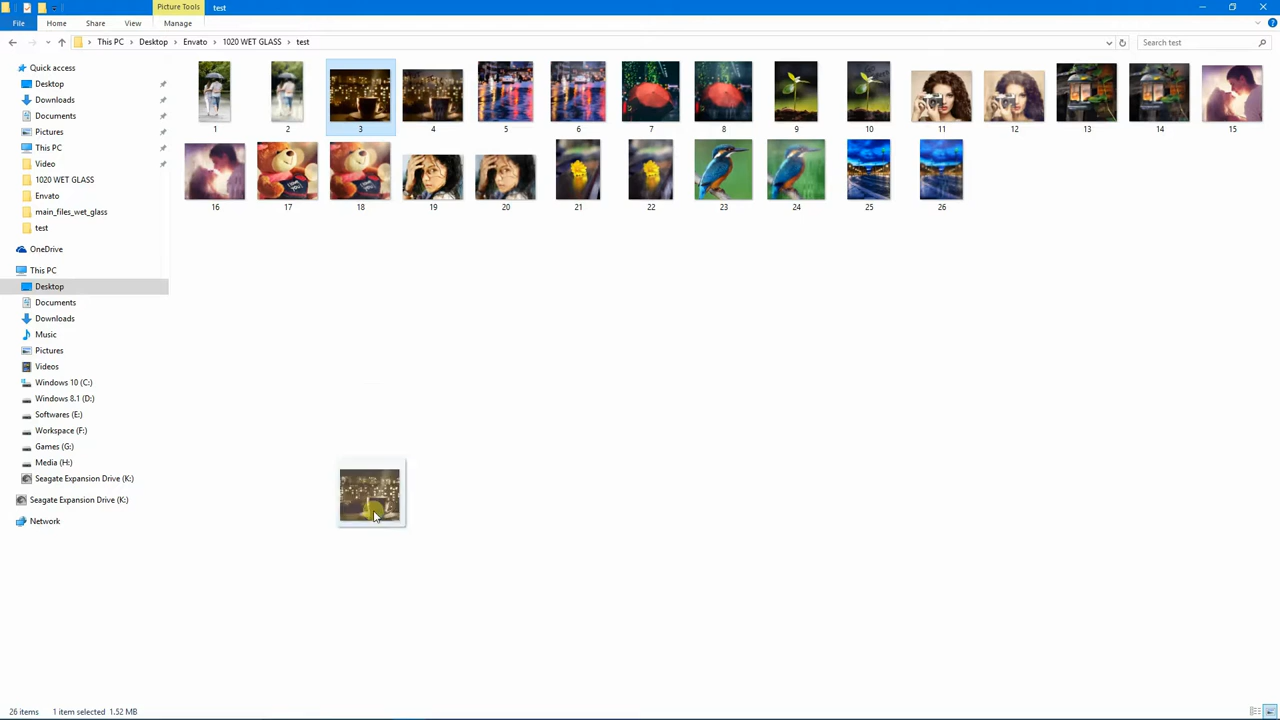 Picture Tools
test
File
Home
Share
View
Manage
This PC
Desktop
Envato
1020 WET GLASS
test
Search test
Quick access
Desktop
Downloads
Documents
Pictures
This PC
Video
1020 WET GLASS
Envato
main_files_wet_glass
test
OneDrive
This PC
Desktop
Documents
Downloads
Music
Pictures
Videos
Windows 10 (C:)
Windows 8.1 (D:)
Softwares (E:)
Workspace (F:)
Games (G:)
Media (H:)
Seagate Expansion Drive (K:)
Seagate Expansion Drive (K:)
Network
1
2
3
4
5
6
7
8
9
10
11
12
13
14
15
16
17
18
19
20
21
22
23
24
25
26
26 items
1 item selected 1.52 MB